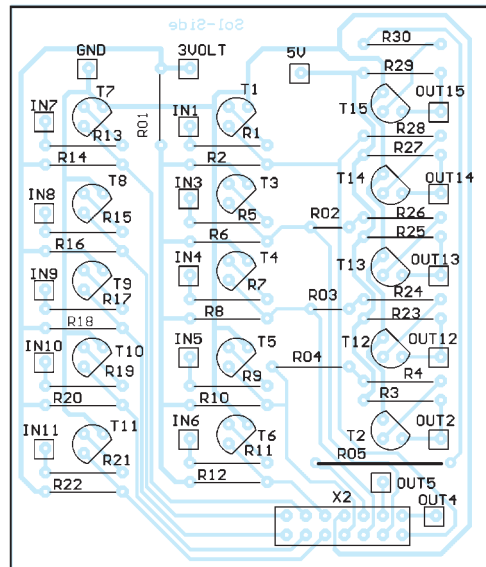 Sol-Side
GND
3VOLT
5V
R30
R29
T7
T1
T15
OUT15
IN7
IN1
R01
R13
R1
R28
R14
R2
R27
T8
T3
T14
OUT14
IN8
IN3
R15
R5
R02
R26
R16
R6
R25
T9
T4
T13
OUT13
IN9
IN4
R17
R7
R03
R24
R18
R8
R23
T10
T5
T12
OUT12
IN10
IN5
R19
R9
R04
R4
R20
R10
R3
T11
T6
T2
OUT2
IN11
IN6
R21
R11
R05
R22
R12
OUT5
X2
OUT4